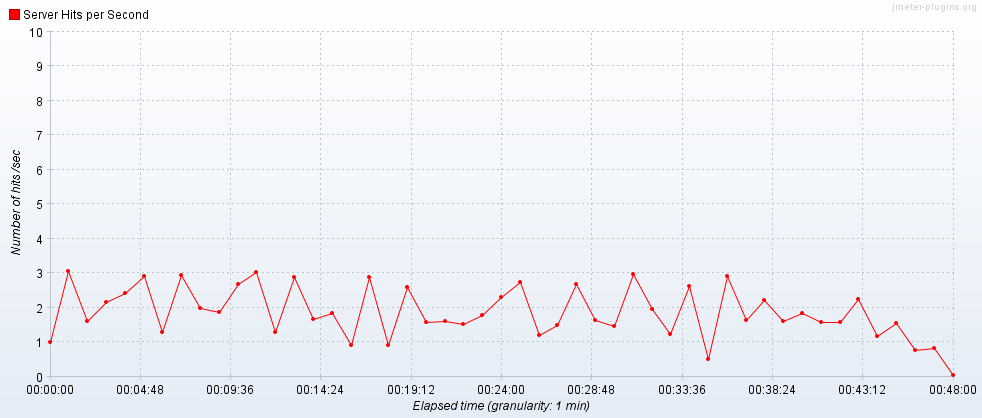 jmeter-plugins.org
Server Hits per Second
10
9
8
7
6
5
4
3
2
1
0
Number of hits /sec
00:00:00 00:04:48 00:09:36 00:14:24 00:19:12 00:24:00 00:28:48 00:33:36 00:38:24 00:43:12 00:48:00
Elapsed time (granularity: 1 min)